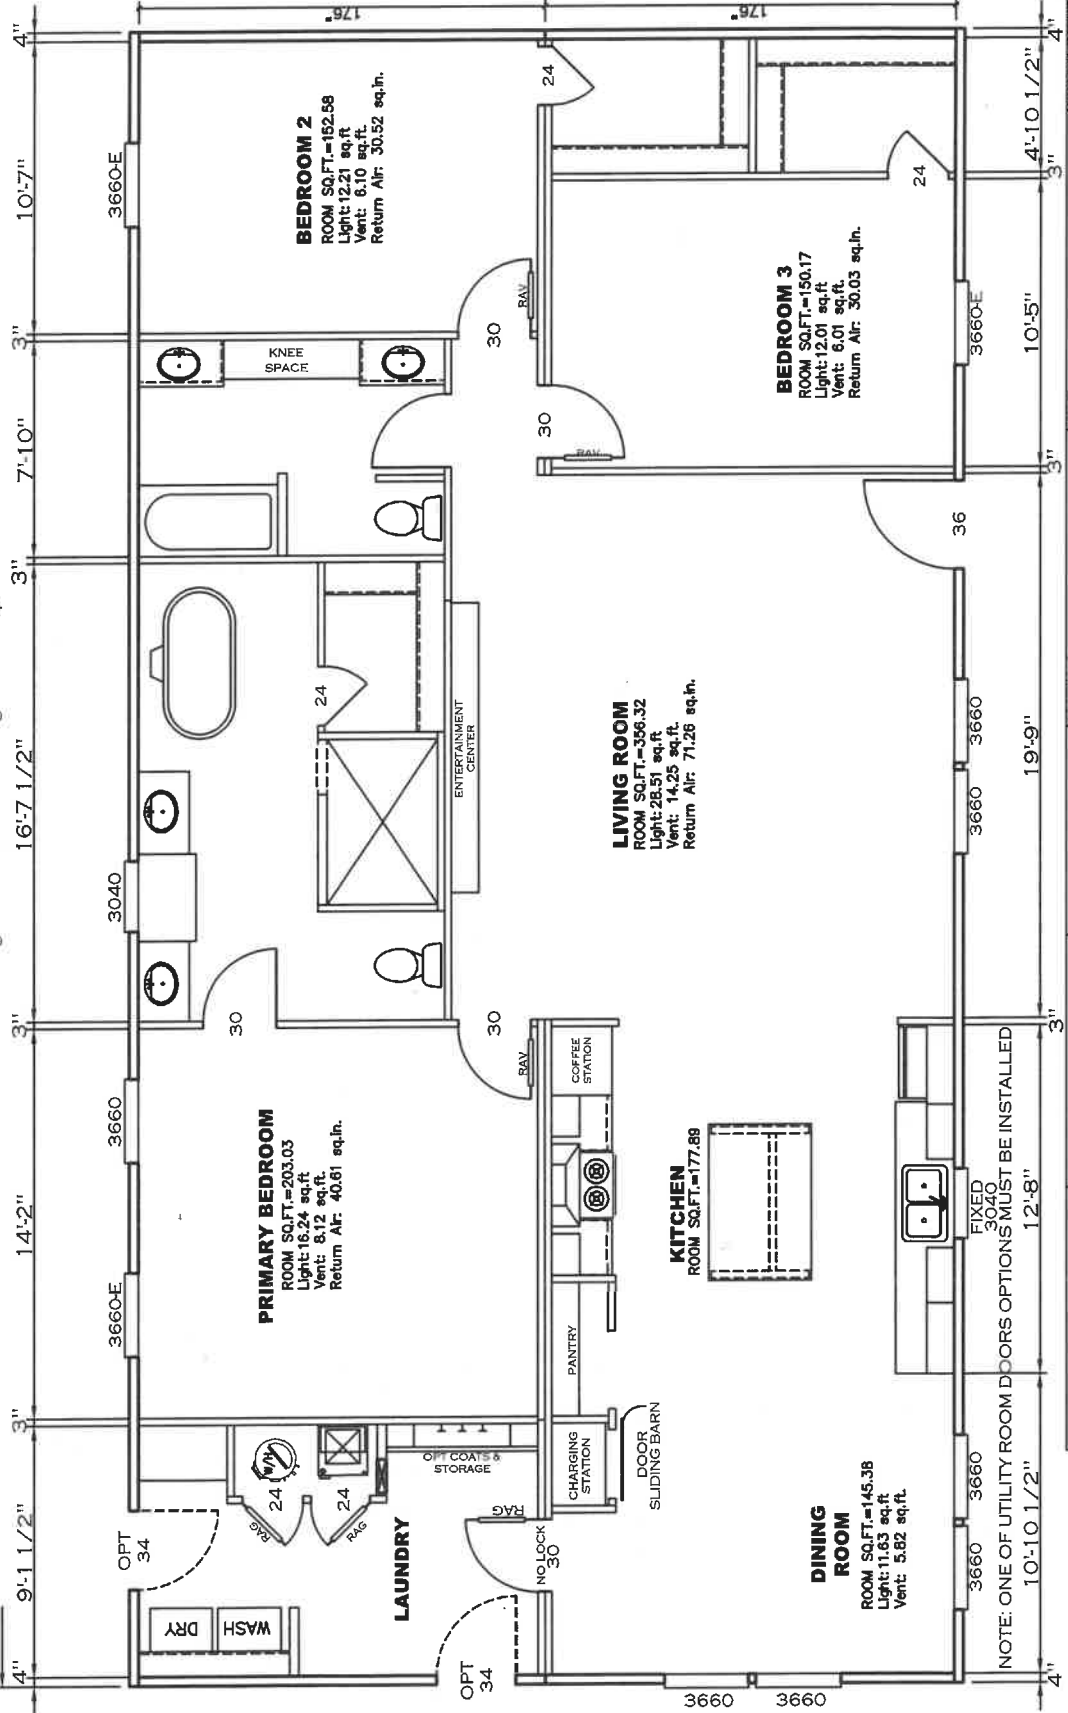 4"
9'-1 1/2"
3"
14'-2"
3"
16'-7 1/2"
3"
7'-10"
3"
10'-7"
4"
3660-E
3660
3040
3660-E
OPT
34
DRY
WASH
W/H
24
24
RAG
RAG
LAUNDRY
OPT COATS &
STORAGE
OPT
34
NO LOCK
30
RAG
PRIMARY BEDROOM
ROOM SQ.FT.=203.03
Light: 16.24 sq.ft
Vent: 8.12 sq.ft.
Return Air: 40.61 sq.in.
30
30
RAV
24
ENTERTAINMENT
CENTER
KNEE
SPACE
30
RAV
BEDROOM 2
ROOM SQ.FT.=152.58
Light: 12.21 sq.ft
Vent: 6.10 sq.ft.
Return Air: 30.52 sq.in.
24
176"
176"
30
RAV
BEDROOM 3
ROOM SQ.FT.=150.17
Light: 12.01 sq.ft
Vent: 6.01 sq.ft.
Return Air: 30.03 sq.in.
24
LIVING ROOM
ROOM SQ.FT.=356.32
Light: 28.51 sq.ft
Vent: 14.25 sq.ft.
Return Air: 71.26 sq.in.
36
COFFEE
STATION
PANTRY
CHARGING
STATION
DOOR
SLIDING BARN
KITCHEN
ROOM SQ.FT.=177.89
DINING
ROOM
ROOM SQ.FT.=145.38
Light: 11.63 sq.ft
Vent: 5.82 sq.ft.
3660
3660
3660
3660
FIXED
3040
3660
3660
3660-E
NOTE: ONE OF UTILITY ROOM DOORS OPTIONS MUST BE INSTALLED
4"
10'-10 1/2"
12'-8"
3"
19'-9"
3"
10'-5"
3"
4'-10 1/2"
4"